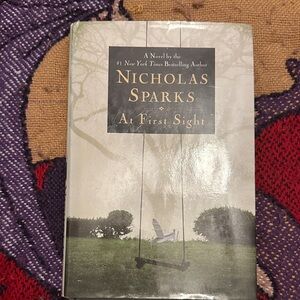 A Novel by the
#1 New York Times Bestselling Author
NICHOLAS
SPARKS
At First Sight